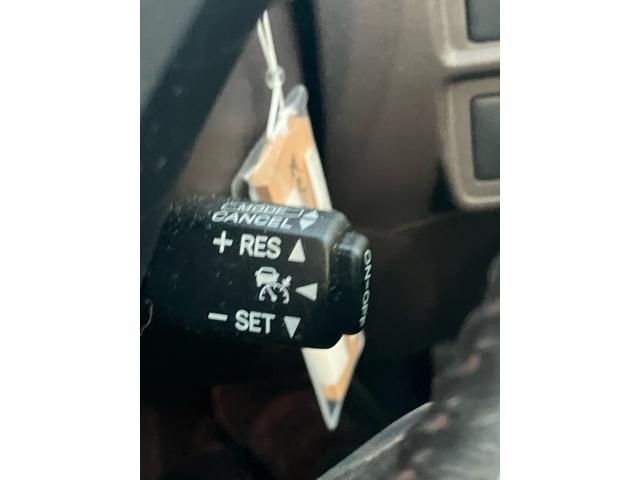 MODE
CANCEL
+ RES ▲
◀
- SET ▼
ON-OFF